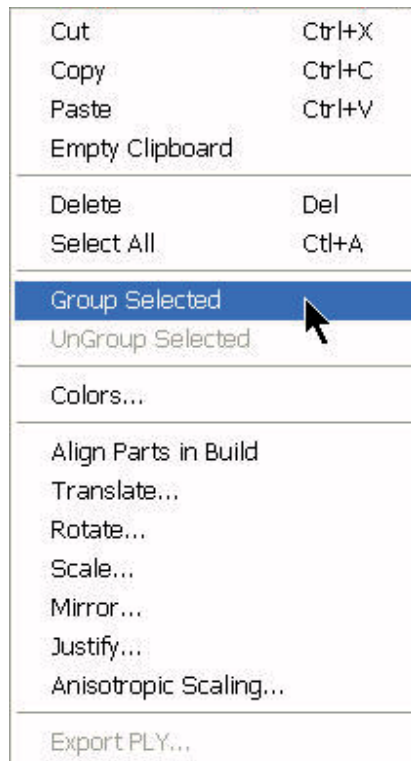 Cut Ctrl+X
Copy Ctrl+C
Paste Ctrl+V
Empty Clipboard
Delete Del
Select All Ctl+A
Group Selected
UnGroup Selected
Colors...
Align Parts in Build
Translate...
Rotate...
Scale...
Mirror...
Justify...
Anisotropic Scaling...
Export PLY...